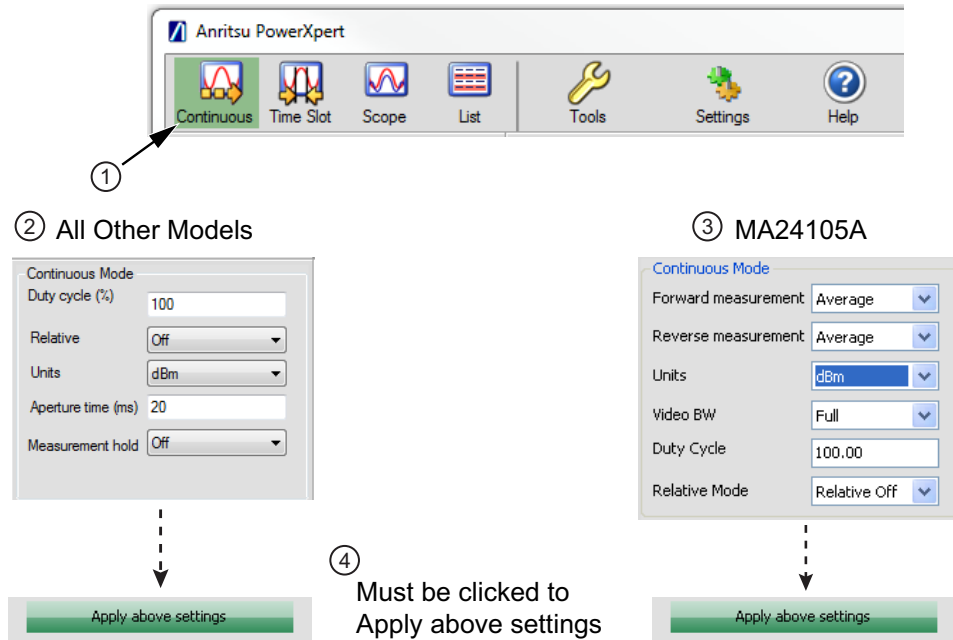 Anritsu PowerXpert
Continuous Time Slot Scope List Tools Settings Help
1
2 All Other Models
Continuous Mode
Duty cycle (%) 100
Relative Off
Units dBm
Aperture time (ms) 20
Measurement hold Off
Apply above settings
3 MA24105A
Continuous Mode
Forward measurement Average
Reverse measurement Average
Units dBm
Video BW Full
Duty Cycle 100.00
Relative Mode Relative Off
Apply above settings
4
Must be clicked to
Apply above settings